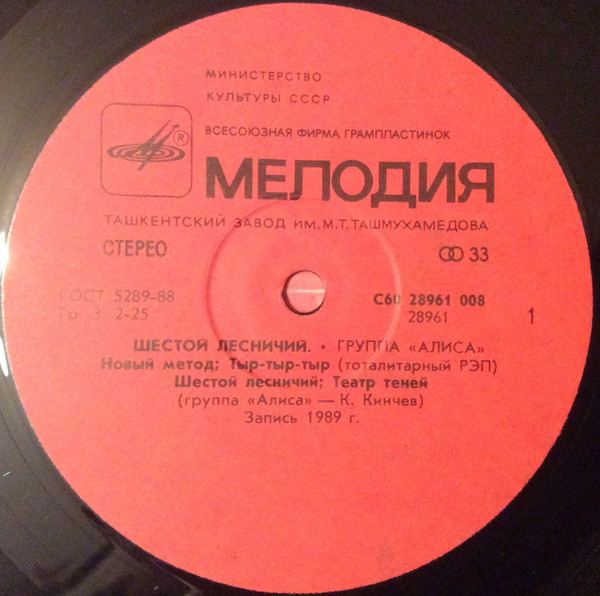 МИНИСТЕРСТВО
КУЛЬТУРЫ СССР
ВСЕСОЮЗНАЯ ФИРМА ГРАМПЛАСТИНОК
®
МЕЛОДИЯ
ТАШКЕНТСКИЙ ЗАВОД ИМ.М.Т.ТАШМУХАМЕДОВА
СТЕРЕО 33
ГОСТ 5289-88 С60 28961 008
Гр. 3. 2-25 28961 1
ШЕСТОЙ ЛЕСНИЧИЙ. • ГРУППА «АЛИСА»
Новый метод; Тыр-тыр-тыр (тоталитарный РЭП)
Шестой лесничий; Театр теней
(группа «Алиса» — К. Кинчев)
Запись 1989 г.